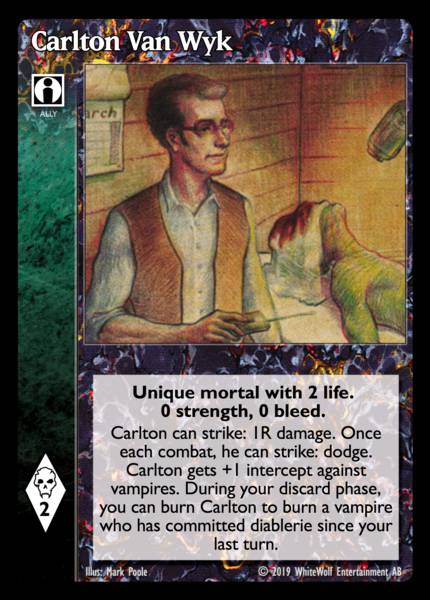 Carlton Van Wyk
ALLY
arch
Unique mortal with 2 life.
0 strength, 0 bleed.
Carlton can strike: 1R damage. Once
each combat, he can strike: dodge.
Carlton gets +1 intercept against
vampires. During your discard phase,
you can burn Carlton to burn a vampire
who has committed diablerie since your
last turn.
2
Illus: Mark Poole
© 2019 WhiteWolf Entertainment AB